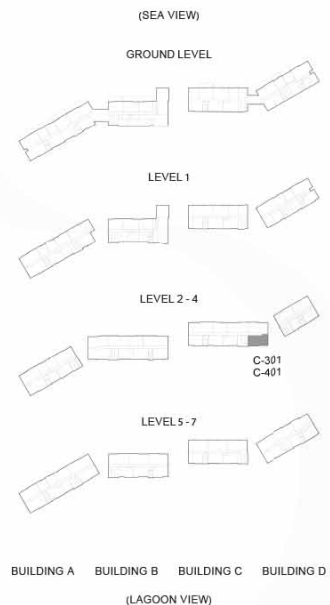 (SEA VIEW)
GROUND LEVEL
LEVEL 1
LEVEL 2 - 4
C-301
C-401
LEVEL 5 - 7
BUILDING A BUILDING B BUILDING C BUILDING D
(LAGOON VIEW)